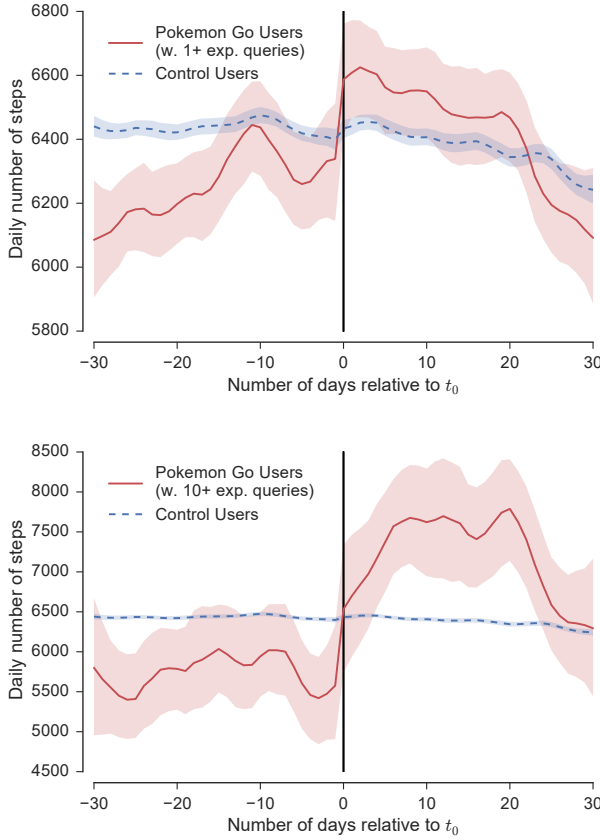 6800
6600
6400
6200
6000
5800
Daily number of steps
Pokemon Go Users
(w. 1+ exp. queries)
Control Users
−30 −20 −10 0 10 20 30
Number of days relative to t₀
8500
8000
7500
7000
6500
6000
5500
5000
4500
Daily number of steps
Pokemon Go Users
(w. 10+ exp. queries)
Control Users
−30 −20 −10 0 10 20 30
Number of days relative to t₀